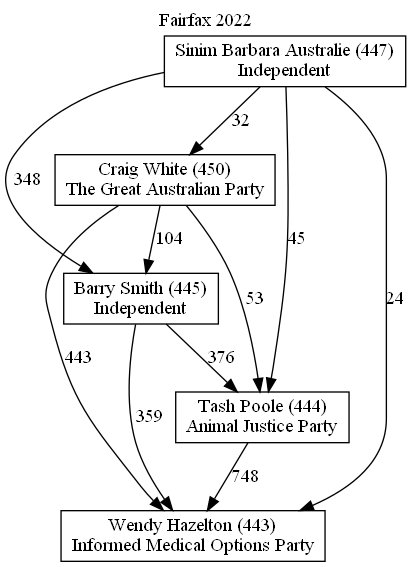 Fairfax 2022
Sinim Barbara Australie (447)
Independent
32
Craig White (450)
The Great Australian Party
348
104
45
Barry Smith (445)
Independent
53
24
443
376
359
Tash Poole (444)
Animal Justice Party
748
Wendy Hazelton (443)
Informed Medical Options Party